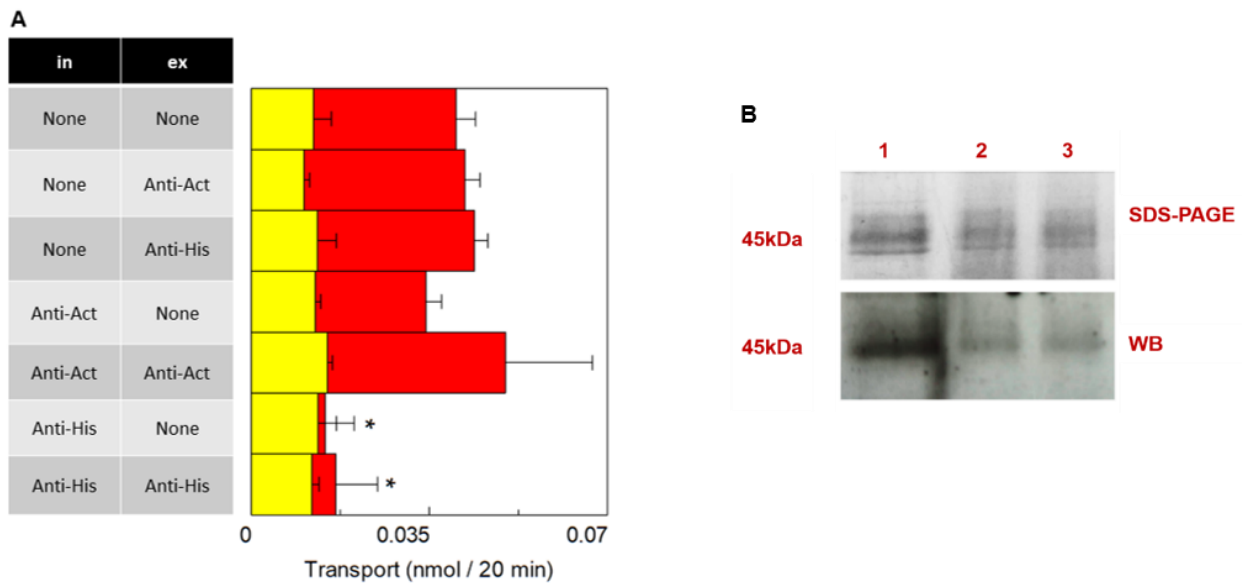 A
in ex
None None
None Anti-Act
None Anti-His
Anti-Act None
Anti-Act Anti-Act
Anti-His None
*
Anti-His Anti-His
*
0 0.035 0.07
Transport (nmol / 20 min)
B
1 2 3
45kDa
SDS-PAGE
45kDa
WB